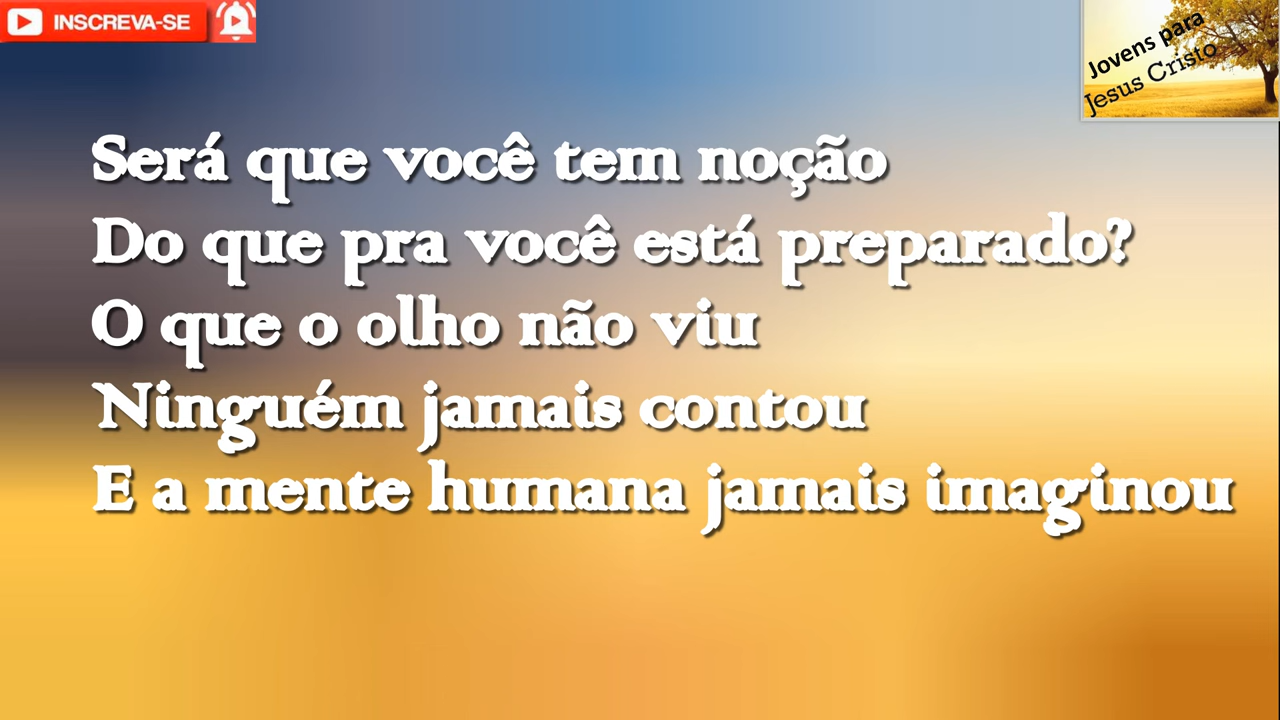 INSCREVA-SE
Jovens para
Jesus Cristo
Será que você tem noção
Do que pra você está preparado?
O que o olho não viu
Ninguém jamais contou
E a mente humana jamais imaginou